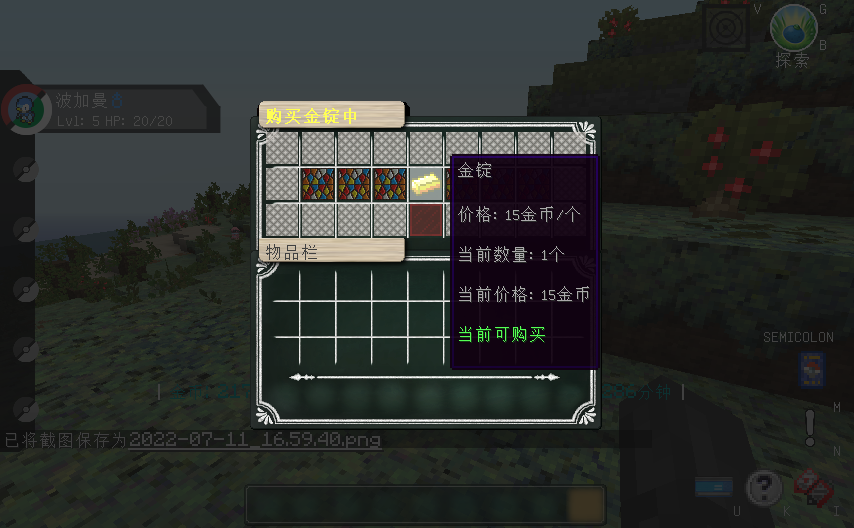 V
G
B
探索
波加曼
Lvl: 5 HP: 20/20
购买金锭中
金锭
价格: 15金币/个
当前数量: 1个
当前价格: 15金币
当前可购买
物品栏
SEMICOLON
分钟
M
已将截图保存为2022-07-11_16.59.40.png
N
U
K
I